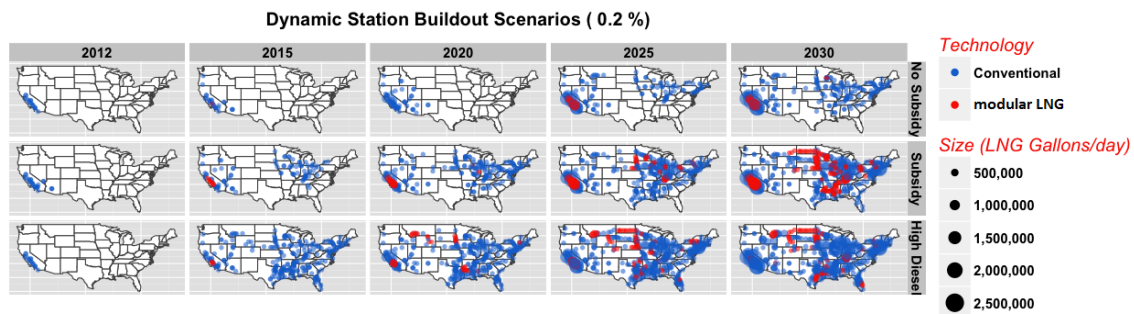 Dynamic Station Buildout Scenarios ( 0.2 %)
2012 2015 2020 2025 2030
No Subsidy
Subsidy
High Diesel
Technology
Conventional
modular LNG
Size (LNG Gallons/day)
500,000
1,000,000
1,500,000
2,000,000
2,500,000